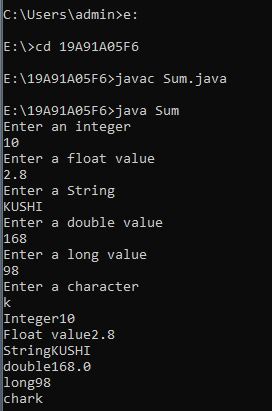 C:\Users\admin>e:
E:\>cd 19A91A05F6
E:\19A91A05F6>javac Sum.java
E:\19A91A05F6>java Sum
Enter an integer
10
Enter a float value
2.8
Enter a String
KUSHI
Enter a double value
168
Enter a long value
98
Enter a character
k
Integer10
Float value2.8
StringKUSHI
double168.0
long98
chark